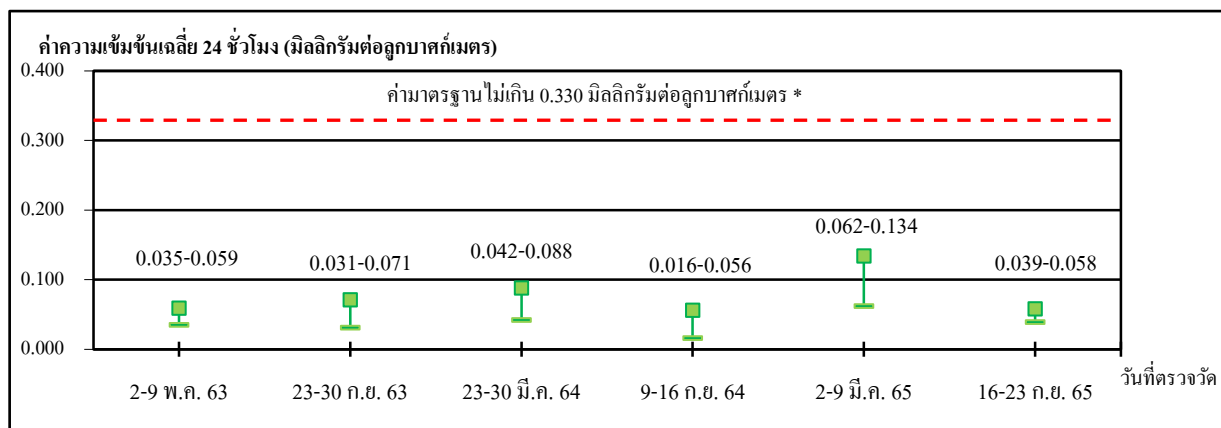 ค่าความเข้มข้นเฉลี่ย 24 ชั่วโมง (มิลลิกรัมต่อลูกบาศก์เมตร)
0.400
ค่ามาตรฐานไม่เกิน 0.330 มิลลิกรัมต่อลูกบาศก์เมตร *
0.300
0.200
0.062-0.134
0.035-0.059 0.031-0.071 0.042-0.088 0.016-0.056 0.039-0.058
0.100
0.000
วันที่ตรวจวัด
2-9 พ.ค. 63 23-30 ก.ย. 63 23-30 มี.ค. 64 9-16 ก.ย. 64 2-9 มี.ค. 65 16-23 ก.ย. 65